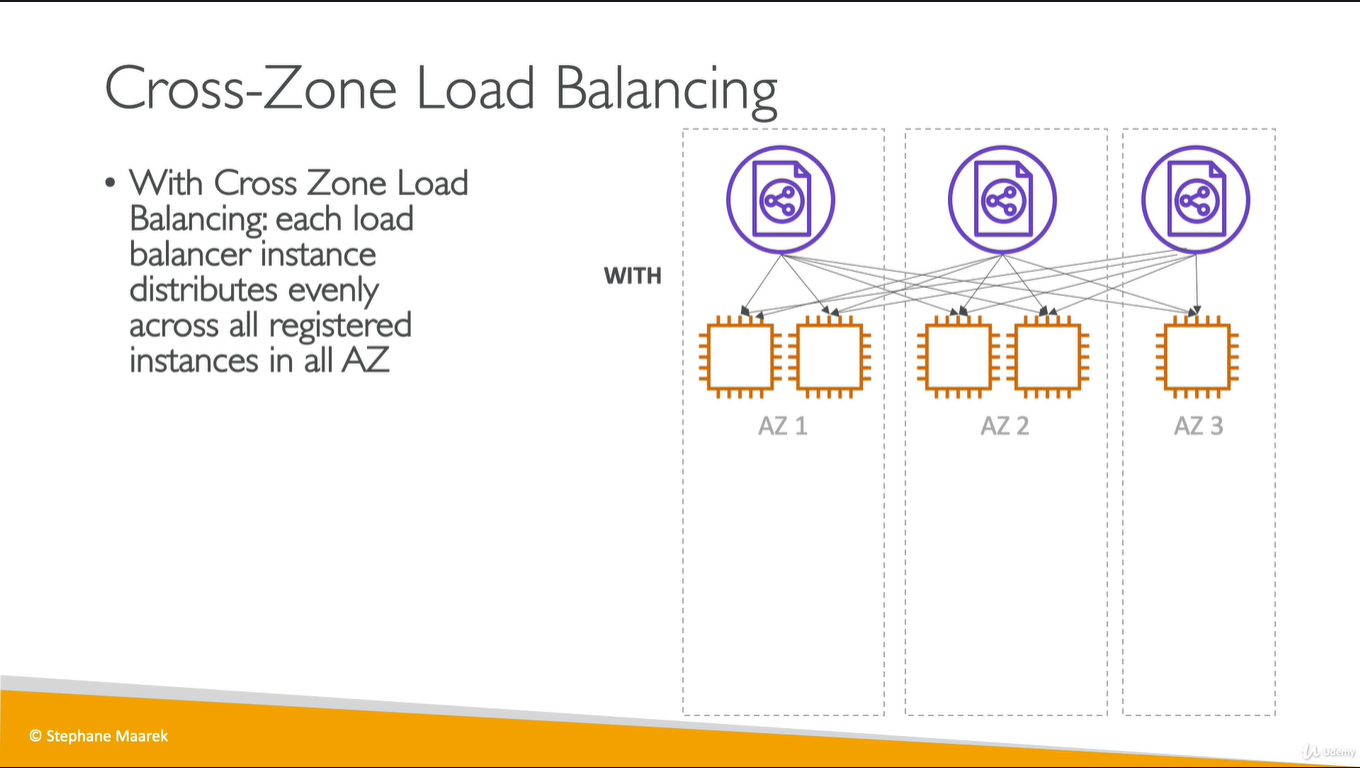 Cross-Zone Load Balancing
• With Cross Zone Load
Balancing: each load
balancer instance
distributes evenly
across all registered
instances in all AZ
WITH
AZ 1
AZ 2
AZ 3
© Stephane Maarek
Udemy